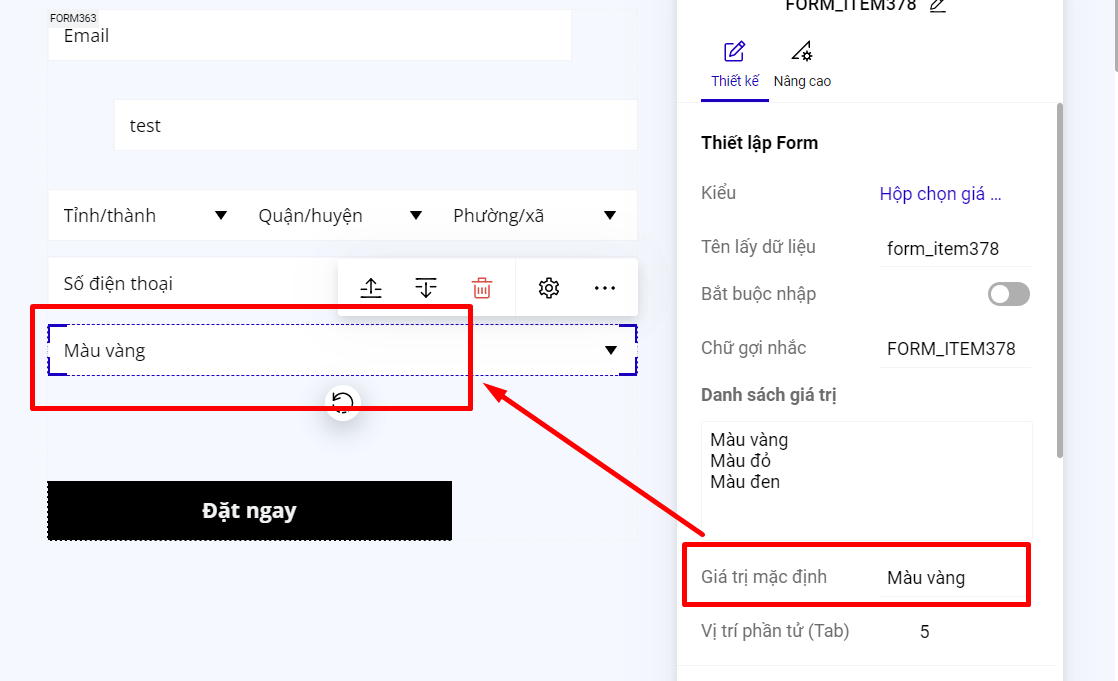 FORM363
Email
test
Tỉnh/thành
Quận/huyện
Phường/xã
Số điện thoại
Màu vàng
Đặt ngay
FORM_ITEM378
Thiết kế
Nâng cao
Thiết lập Form
Kiểu
Hộp chọn giá ...
Tên lấy dữ liệu
form_item378
Bắt buộc nhập
Chữ gợi nhắc
FORM_ITEM378
Danh sách giá trị
Màu vàng
Màu đỏ
Màu đen
Giá trị mặc định
Màu vàng
Vị trí phần tử (Tab)
5